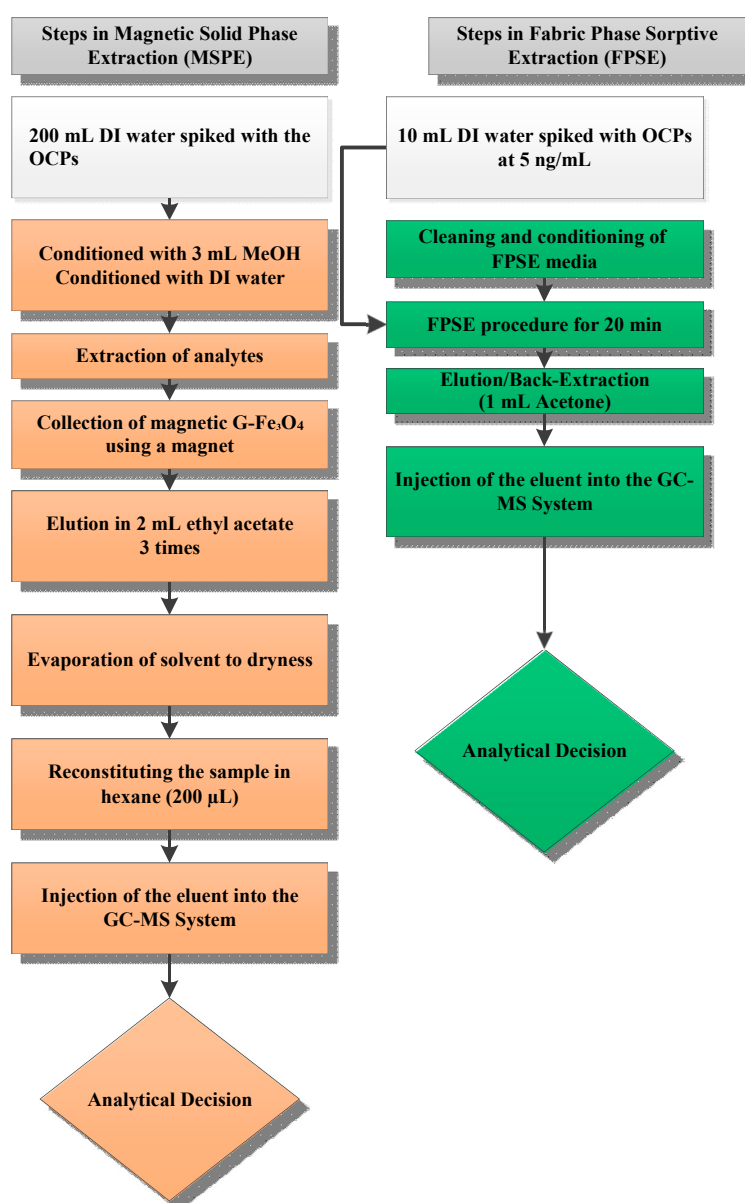 Steps in Magnetic Solid Phase
Extraction (MSPE)
200 mL DI water spiked with the
OCPs
Conditioned with 3 mL MeOH
Conditioned with DI water
Extraction of analytes
Collection of magnetic G-Fe₃O₄
using a magnet
Elution in 2 mL ethyl acetate
3 times
Evaporation of solvent to dryness
Reconstituting the sample in
hexane (200 µL)
Injection of the eluent into the
GC-MS System
Analytical Decision
Steps in Fabric Phase Sorptive
Extraction (FPSE)
10 mL DI water spiked with OCPs
at 5 ng/mL
Cleaning and conditioning of
FPSE media
FPSE procedure for 20 min
Elution/Back-Extraction
(1 mL Acetone)
Injection of the eluent into the GC-
MS System
Analytical Decision